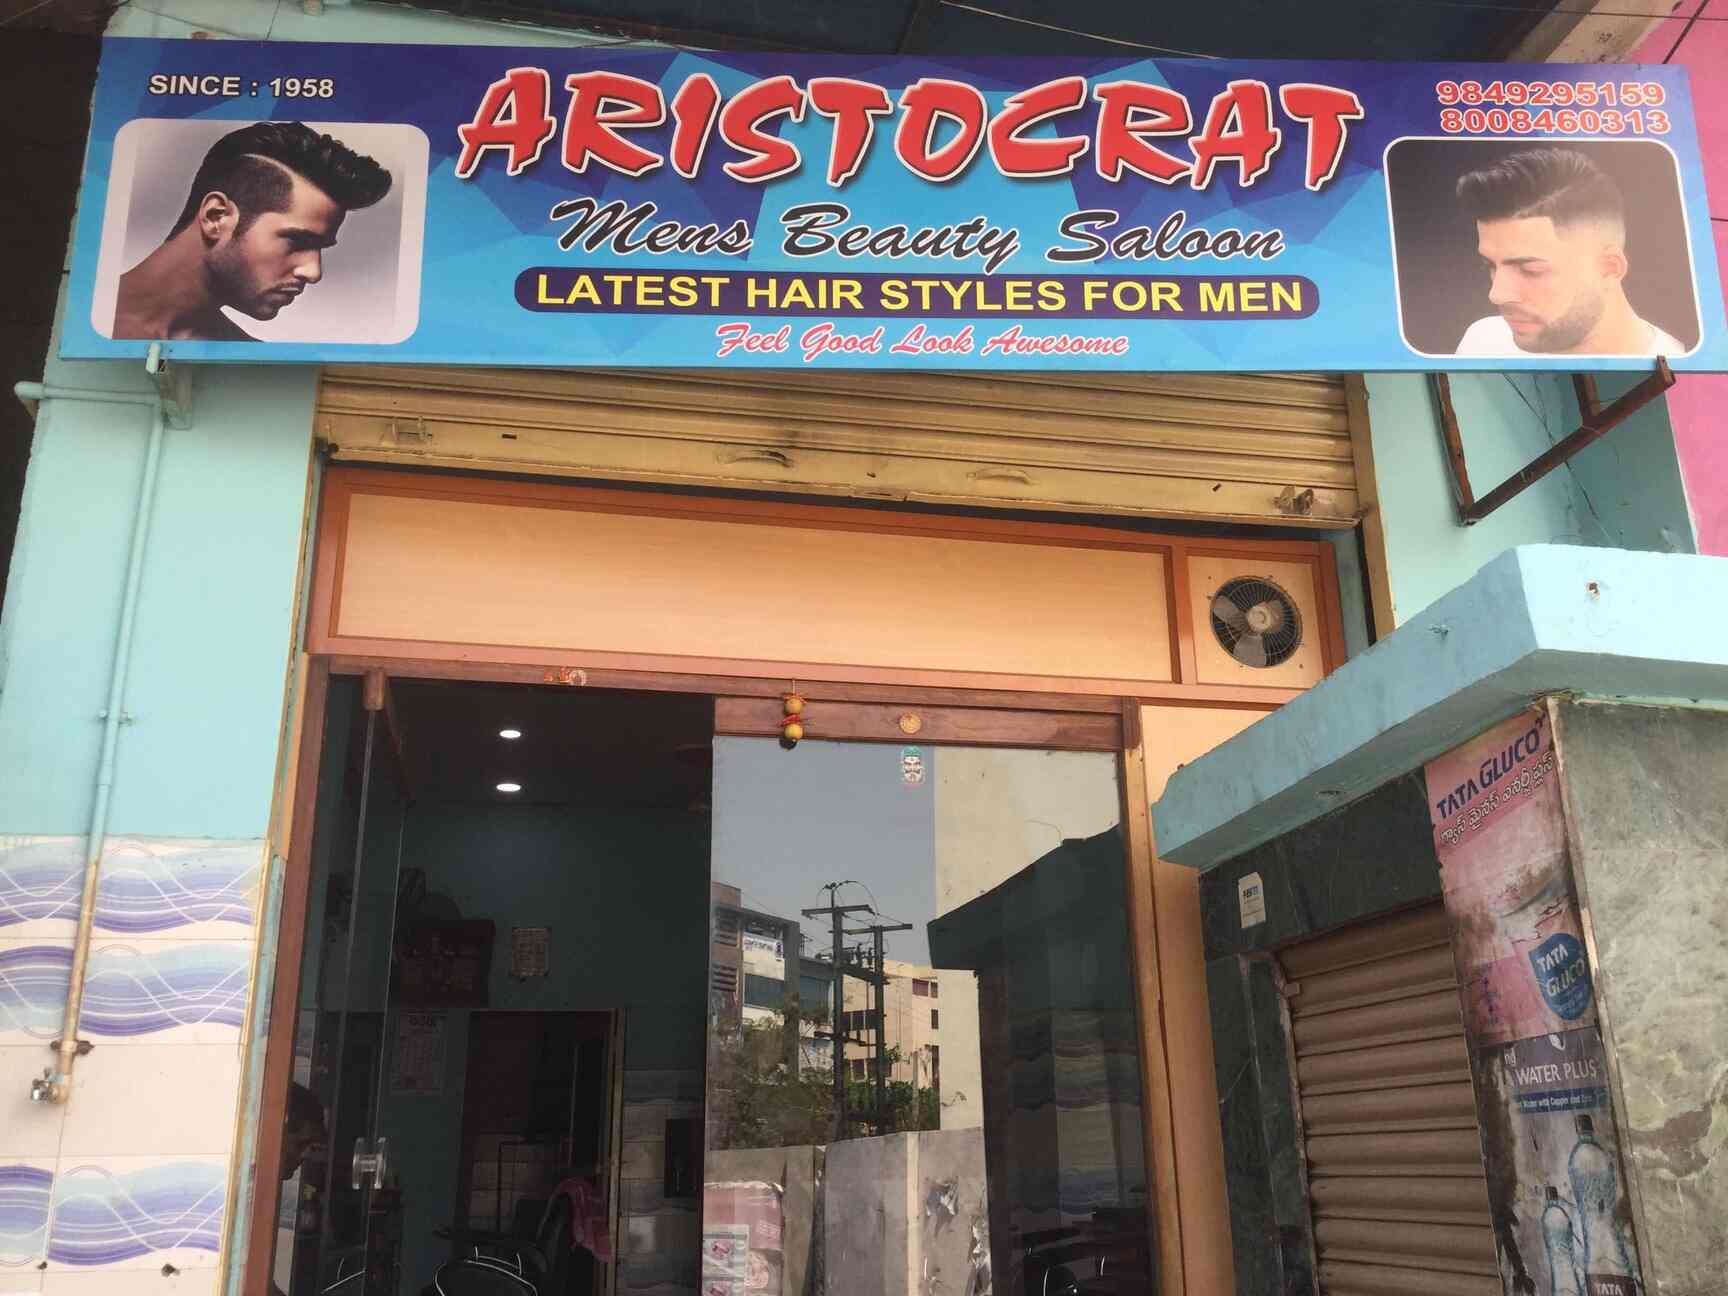 SINCE : 1958
ARISTOCRAT
9849295159
8008460313
Mens Beauty Saloon
LATEST HAIR STYLES FOR MEN
Feel Good Look Awesome
TATA GLUCO
TATA
GLUCO
WATER PLUS
TATA